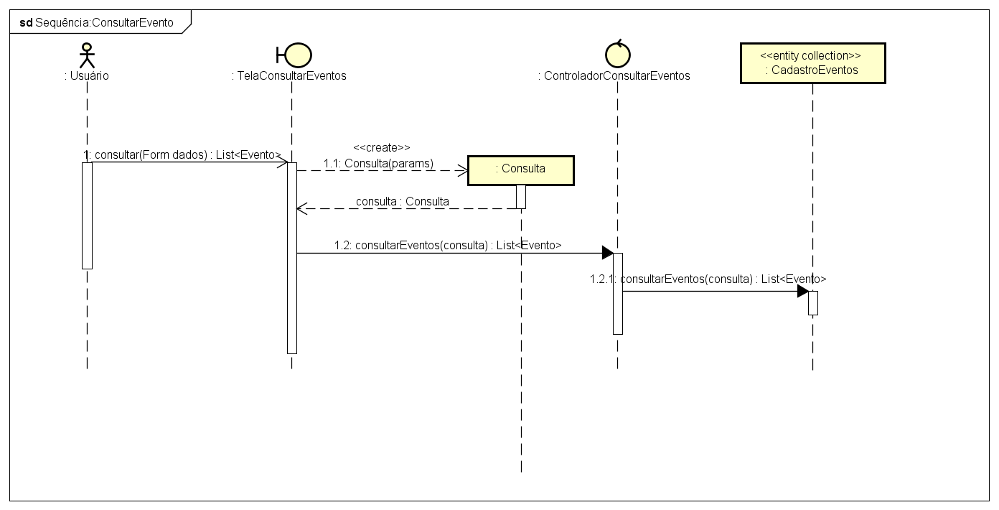 sd Sequência:ConsultarEvento
: Usuário
: TelaConsultarEventos
: ControladorConsultarEventos
<<entity collection>>
: CadastroEventos
1: consultar(Form dados) : List<Evento>
<<create>>
1.1: Consulta(params)
: Consulta
consulta : Consulta
1.2: consultarEventos(consulta) : List<Evento>
1.2.1: consultarEventos(consulta) : List<Evento>